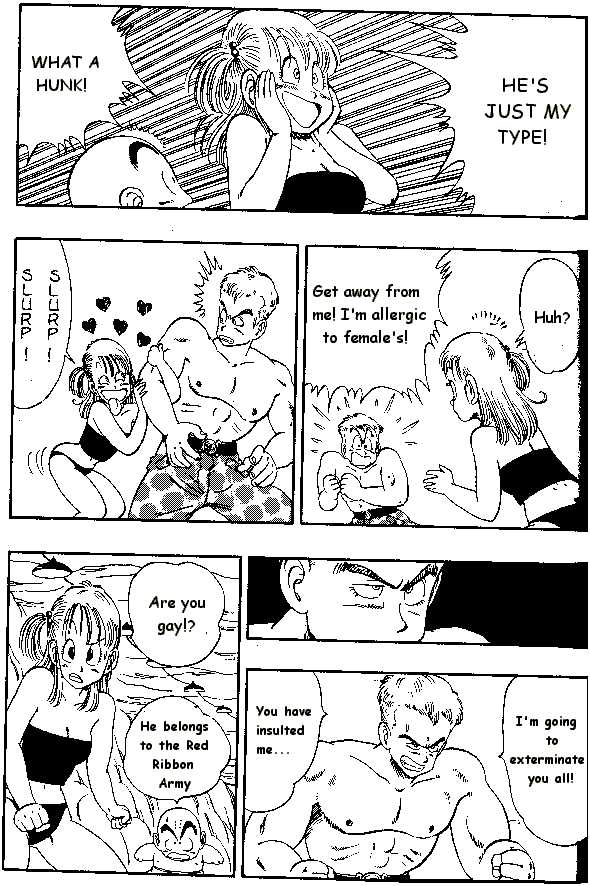 WHAT A
HUNK!
HE'S
JUST MY
TYPE!
SLURP!
SLURP!
Get away from
me! I'm allergic
to female's!
Huh?
Are you
gay!?
He belongs
to the Red
Ribbon
Army
You have
insulted
me...
I'm going
to
exterminate
you all!